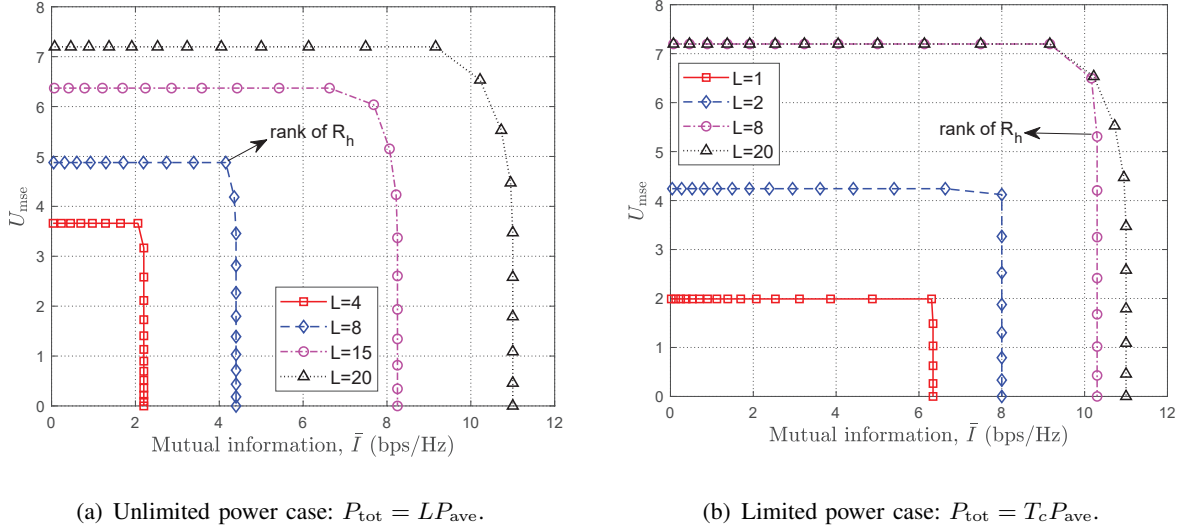 8
7
6
5
4
3
2
1
0
U_mse
rank of R_h
L=4
L=8
L=15
L=20
0 2 4 6 8 10 12
Mutual information, Ī (bps/Hz)
(a) Unlimited power case: P_tot = LP_ave.
8
7
6
5
4
3
2
1
0
U_mse
L=1
L=2
L=8
L=20
rank of R_h
0 2 4 6 8 10 12
Mutual information, Ī (bps/Hz)
(b) Limited power case: P_tot = T_cP_ave.